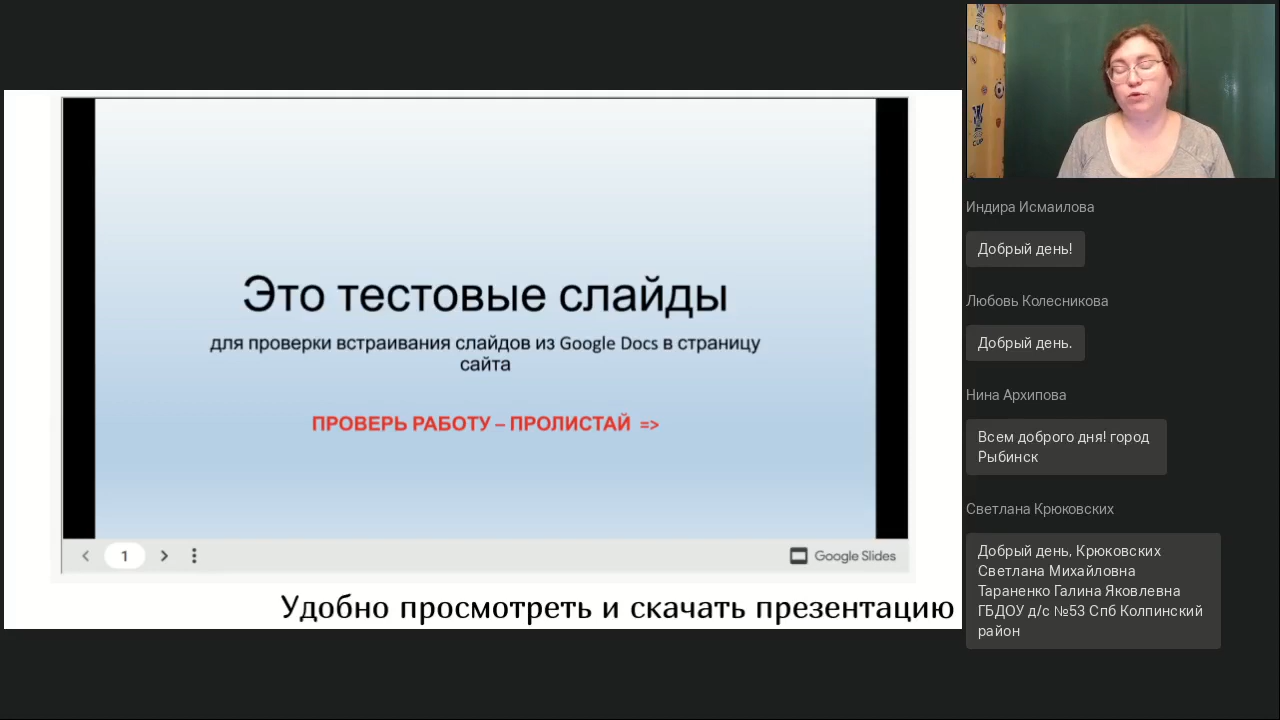 Это тестовые слайды
для проверки встраивания слайдов из Google Docs в страницу
сайта
ПРОВЕРЬ РАБОТУ – ПРОЛИСТАЙ =>
1
Google Slides
Удобно просмотреть и скачать презентацию
CUP
Индира Исмаилова
Добрый день!
Любовь Колесникова
Добрый день.
Нина Архипова
Всем доброго дня! город
Рыбинск
Светлана Крюковских
Добрый день, Крюковских
Светлана Михайловна
Тараненко Галина Яковлевна
ГБДОУ д/с №53 Спб Колпинский
район